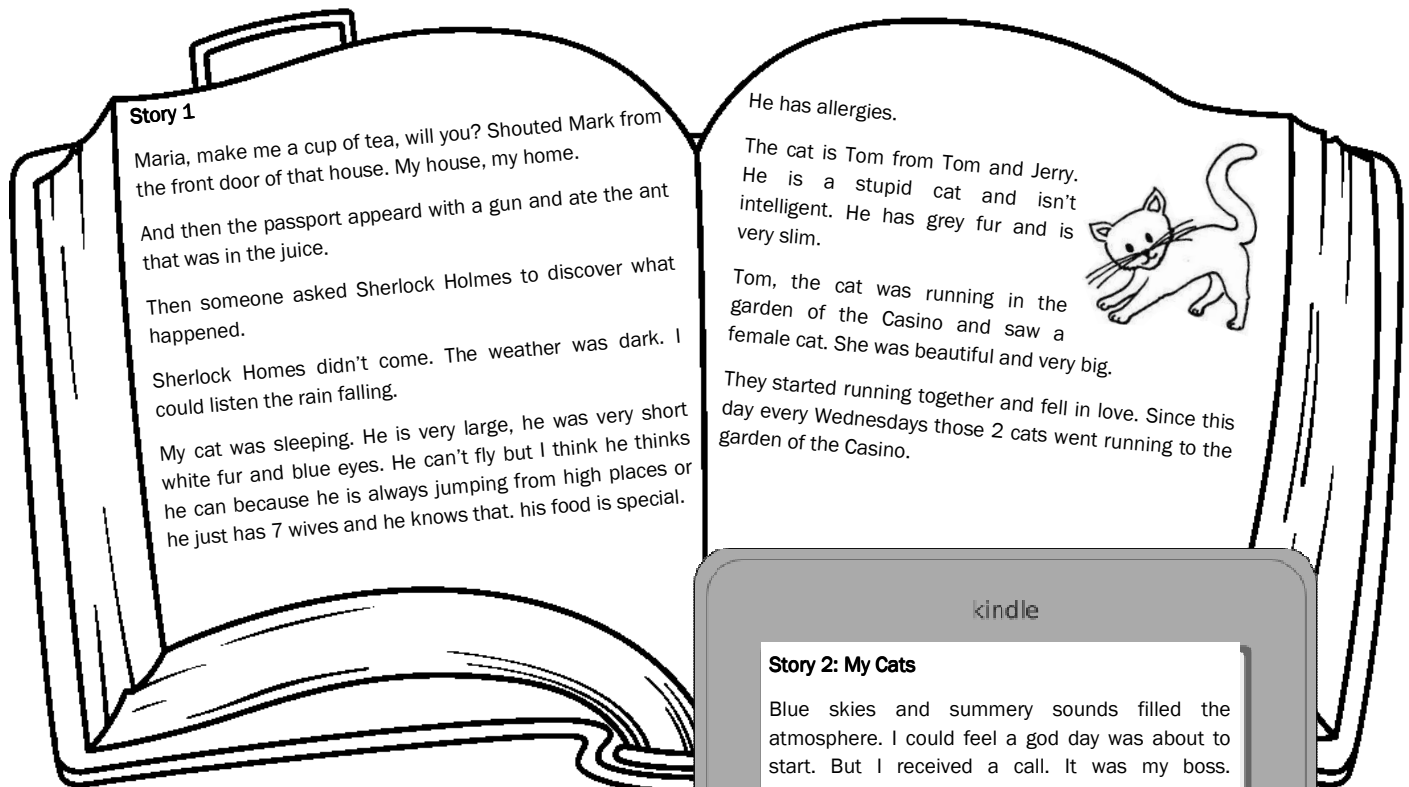 Story 1
Maria, make me a cup of tea, will you? Shouted Mark from
the front door of that house. My house, my home.
And then the passport appeard with a gun and ate the ant
that was in the juice.
Then someone asked Sherlock Holmes to discover what
happened.
Sherlock Homes didn't come. The weather was dark. I
could listen the rain falling.
My cat was sleeping. He is very large, he was very short
white fur and blue eyes. He can't fly but I think he thinks
he can because he is always jumping from high places or
he just has 7 wives and he knows that. his food is special.
He has allergies.
The cat is Tom from Tom and Jerry.
He is a stupid cat and isn't
intelligent. He has grey fur and is
very slim.
Tom, the cat was running in the
garden of the Casino and saw a
female cat. She was beautiful and very big.
They started running together and fell in love. Since this
day every Wednesdays those 2 cats went running to the
garden of the Casino.
kindle
Story 2: My Cats
Blue skies and summery sounds filled the
atmosphere. I could feel a god day was about to
start. But I received a call. It was my boss.